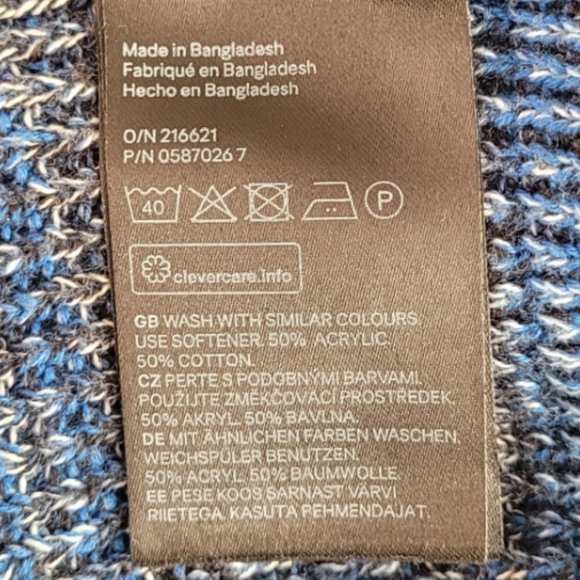 Made in Bangladesh
Fabriqué en Bangladesh
Hecho en Bangladesh
O/N 216621
P/N 0587026 7
40
P
clevercare.info
GB WASH WITH SIMILAR COLOURS.
USE SOFTENER. 50% ACRYLIC.
50% COTTON.
CZ PERTE S PODOBNÝMI BARVAMI.
POUŽIJTE ZMĚKČOVACÍ PROSTŘEDEK.
50% AKRYL. 50% BAVLNA.
DE MIT ÄHNLICHEN FARBEN WASCHEN.
WEICHSPÜLER BENUTZEN.
50% ACRYL. 50% BAUMWOLLE.
EE PESE KOOS SARNAST VÄRVI
RIIETEGA. KASUTA PEHMENDAJAT.